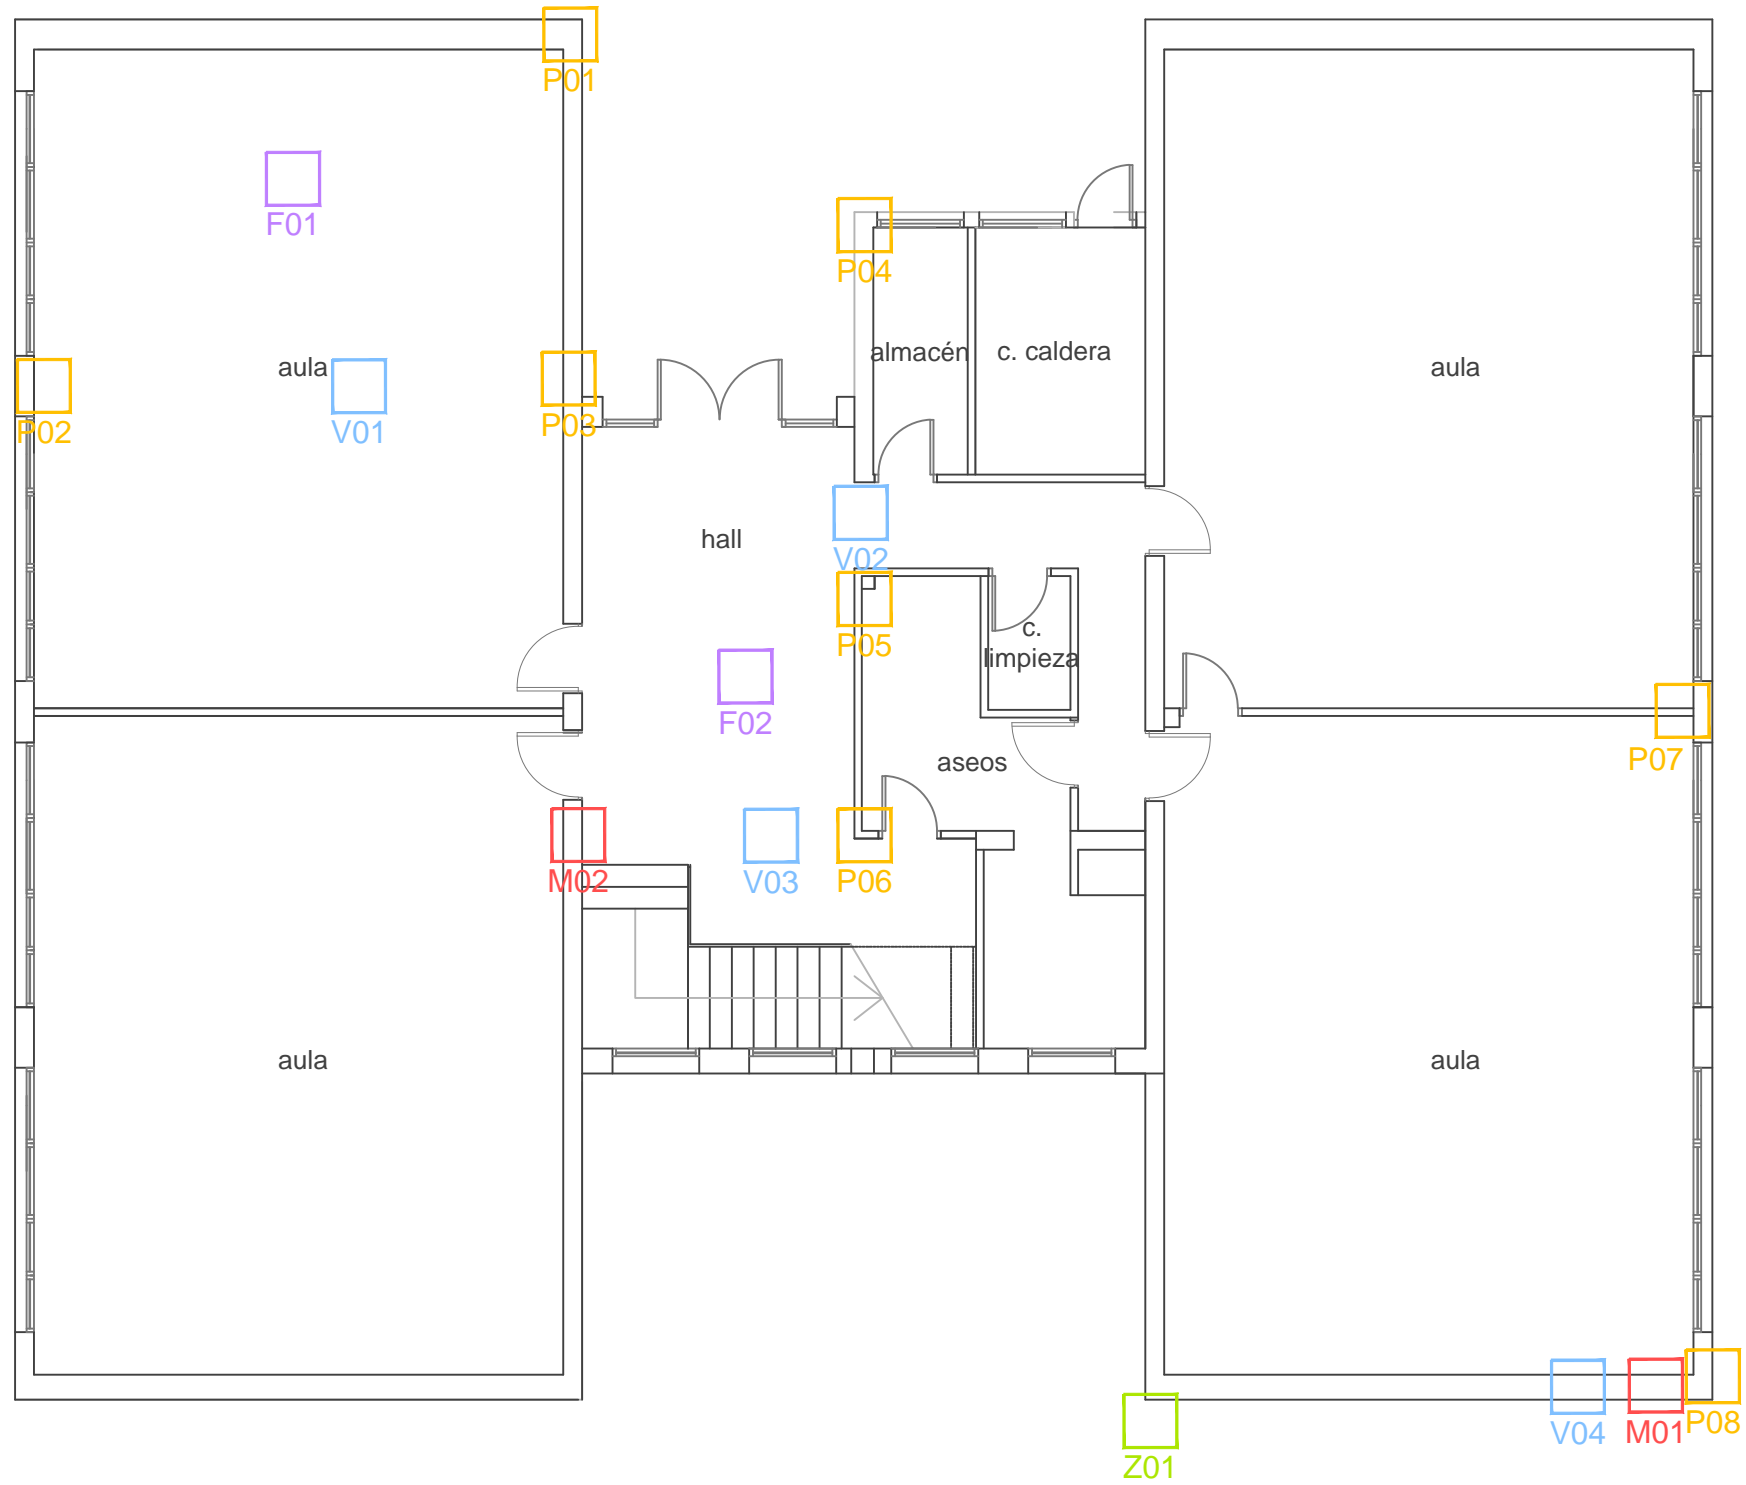 P01
F01
P04
almacén
c. caldera
aula
aula
P02
V01
P03
hall
V02
P05
c.
limpieza
F02
aseos
P07
M02
V03
P06
aula
aula
V04
M01
P08
Z01